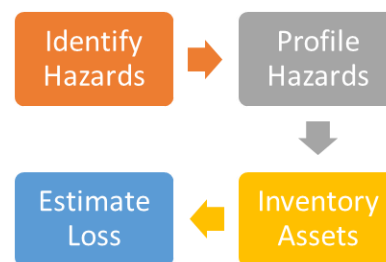 Identify
Hazards
Profile
Hazards
Inventory
Assets
Estimate
Loss